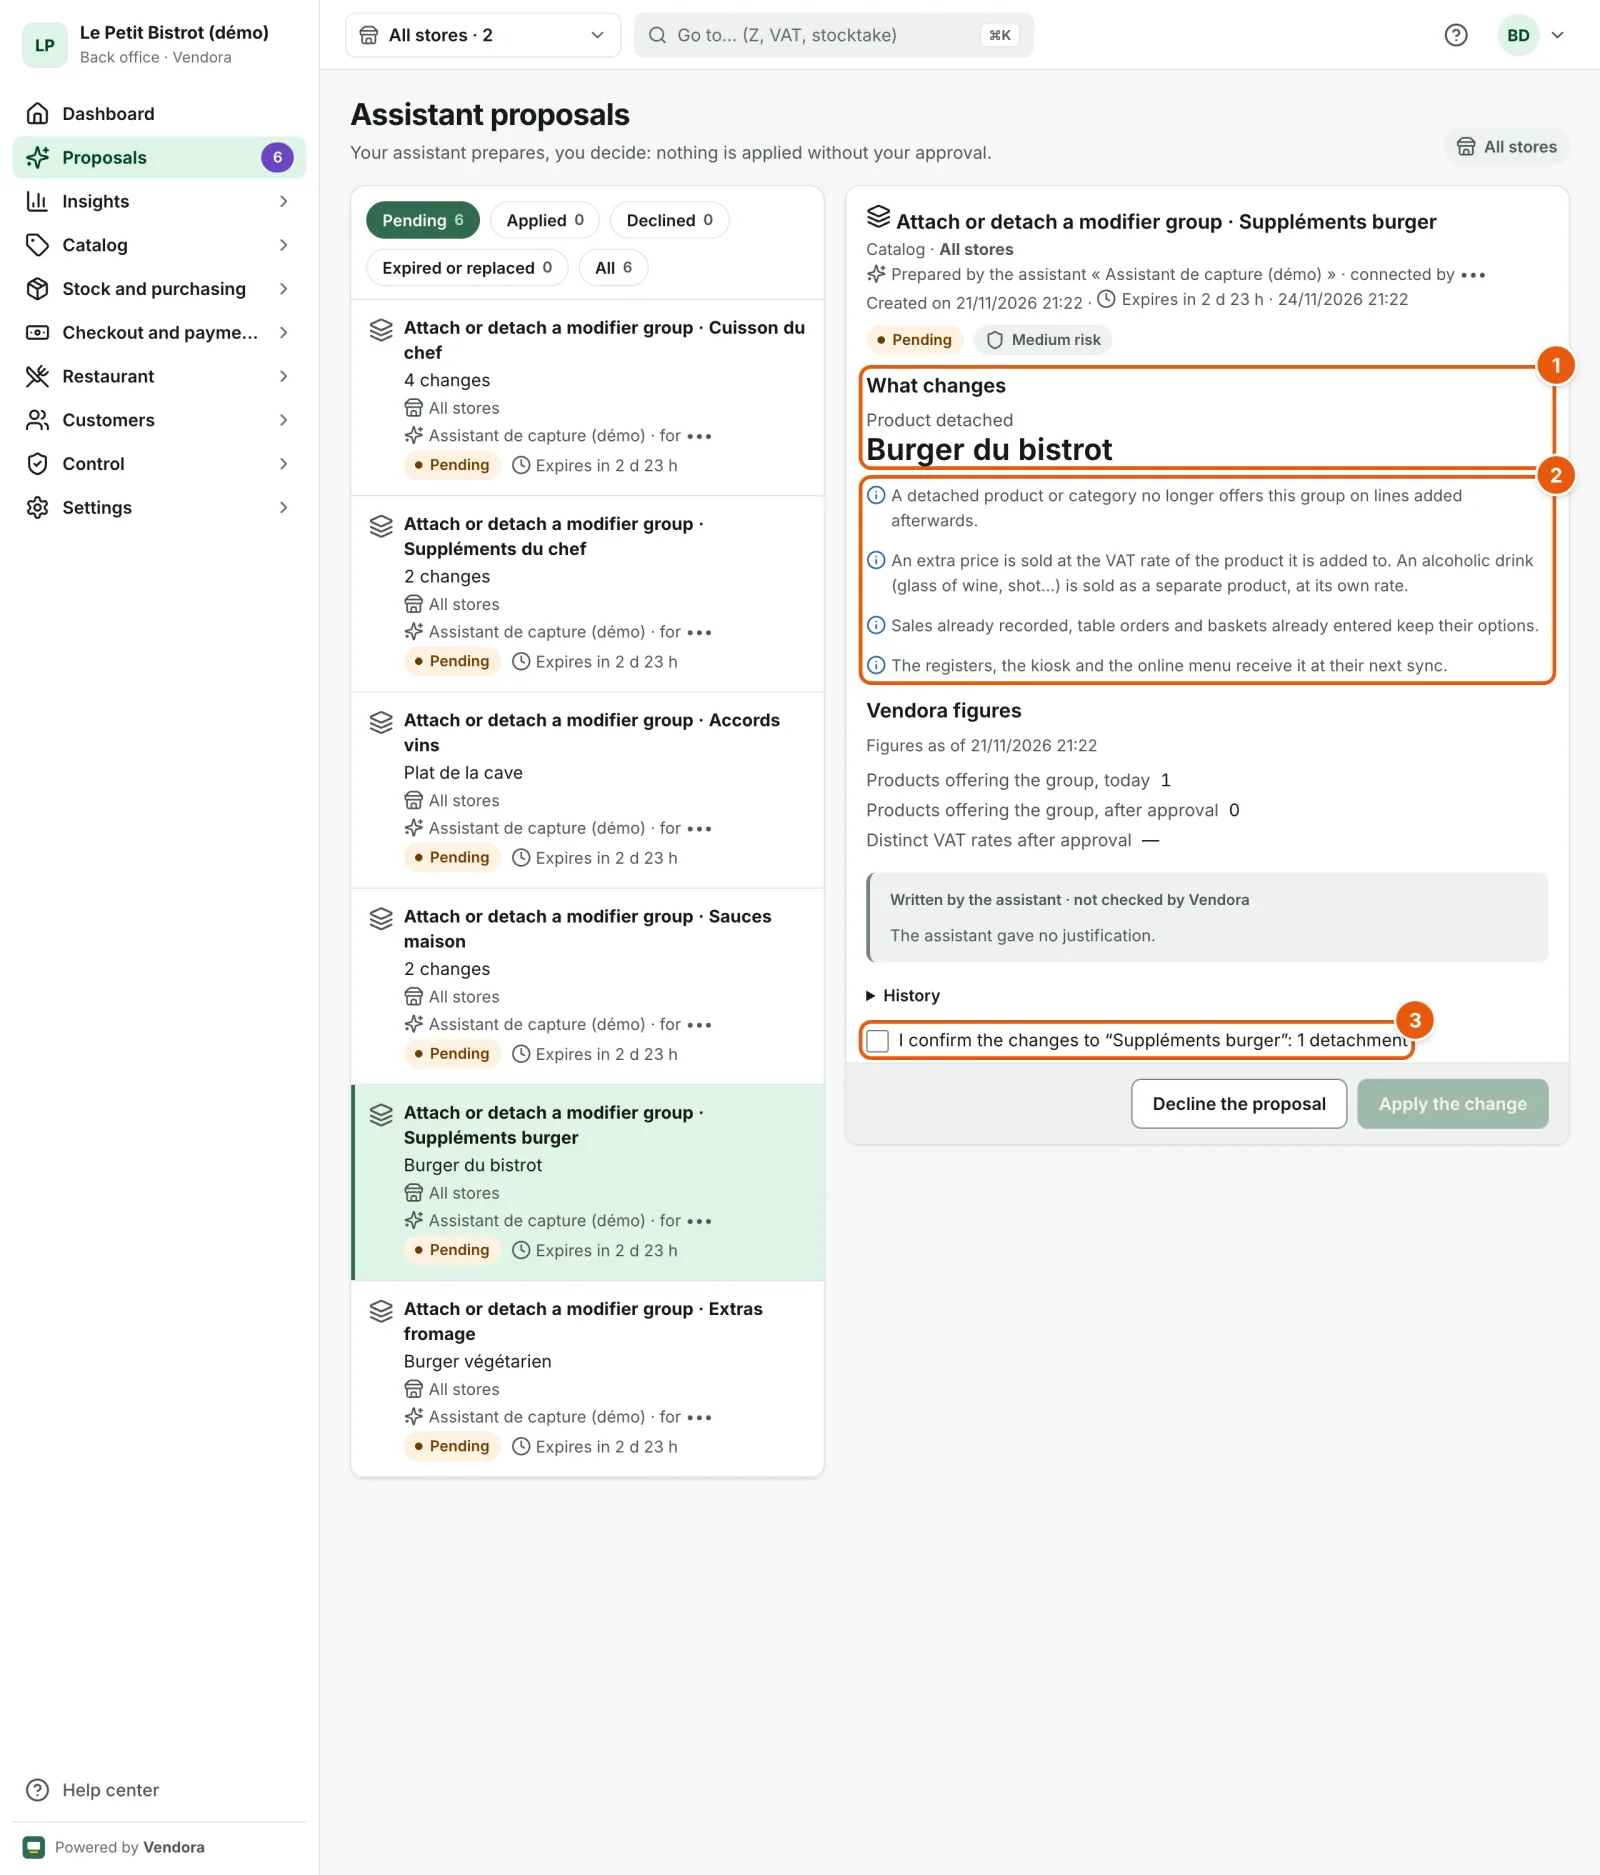 LP
Le Petit Bistrot (démo)
Back office · Vendora
All stores · 2
Go to... (Z, VAT, stocktake)
⌘K
BD
Dashboard
Proposals
6
Insights
Catalog
Stock and purchasing
Checkout and payme...
Restaurant
Customers
Control
Settings
Help center
Powered by Vendora
Assistant proposals
Your assistant prepares, you decide: nothing is applied without your approval.
All stores
Pending 6
Applied 0
Declined 0
Expired or replaced 0
All 6
Attach or detach a modifier group · Cuisson du
chef
4 changes
All stores
Assistant de capture (démo) · for •••
Pending
Expires in 2 d 23 h
Attach or detach a modifier group ·
Suppléments du chef
2 changes
All stores
Assistant de capture (démo) · for •••
Pending
Expires in 2 d 23 h
Attach or detach a modifier group · Accords
vins
Plat de la cave
All stores
Assistant de capture (démo) · for •••
Pending
Expires in 2 d 23 h
Attach or detach a modifier group · Sauces
maison
2 changes
All stores
Assistant de capture (démo) · for •••
Pending
Expires in 2 d 23 h
Attach or detach a modifier group ·
Suppléments burger
Burger du bistrot
All stores
Assistant de capture (démo) · for •••
Pending
Expires in 2 d 23 h
Attach or detach a modifier group · Extras
fromage
Burger végétarien
All stores
Assistant de capture (démo) · for •••
Pending
Expires in 2 d 23 h
Attach or detach a modifier group · Suppléments burger
Catalog · All stores
Prepared by the assistant « Assistant de capture (démo) » · connected by •••
Created on 21/11/2026 21:22 · Expires in 2 d 23 h · 24/11/2026 21:22
Pending
Medium risk
1
What changes
Product detached
Burger du bistrot
2
A detached product or category no longer offers this group on lines added
afterwards.
An extra price is sold at the VAT rate of the product it is added to. An alcoholic drink
(glass of wine, shot...) is sold as a separate product, at its own rate.
Sales already recorded, table orders and baskets already entered keep their options.
The registers, the kiosk and the online menu receive it at their next sync.
Vendora figures
Figures as of 21/11/2026 21:22
Products offering the group, today 1
Products offering the group, after approval 0
Distinct VAT rates after approval —
Written by the assistant · not checked by Vendora
The assistant gave no justification.
History
3
I confirm the changes to “Suppléments burger”: 1 detachment
Decline the proposal
Apply the change